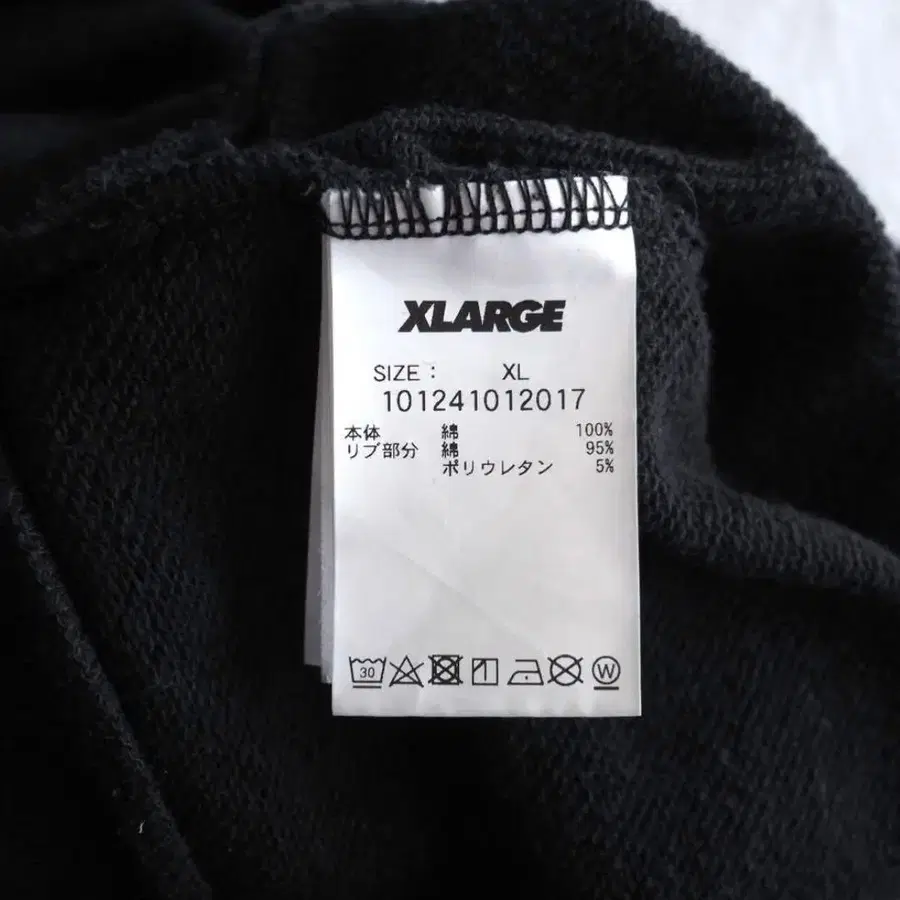 XLARGE
SIZE : XL
101241012017
本体 綿 100%
リブ部分 綿 95%
ポリウレタン 5%
30 W